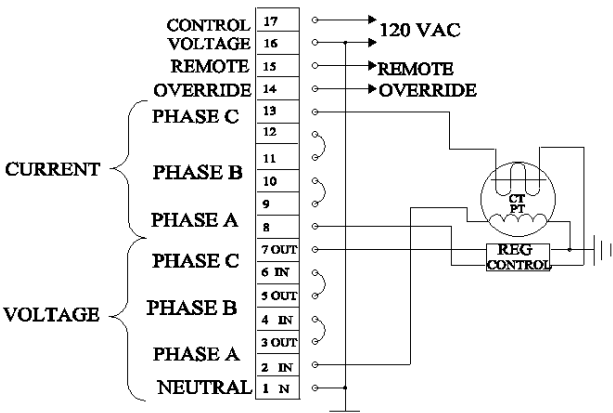 CONTROL 17
VOLTAGE 16
120 VAC
REMOTE 15
REMOTE
OVERRIDE 14
OVERRIDE
PHASE C 13
12
CURRENT
11
PHASE B 10
9
PHASE A 8
CT
PT
7 OUT
REG
CONTROL
PHASE C 6 IN
5 OUT
VOLTAGE
PHASE B 4 IN
3 OUT
PHASE A 2 IN
NEUTRAL 1 N